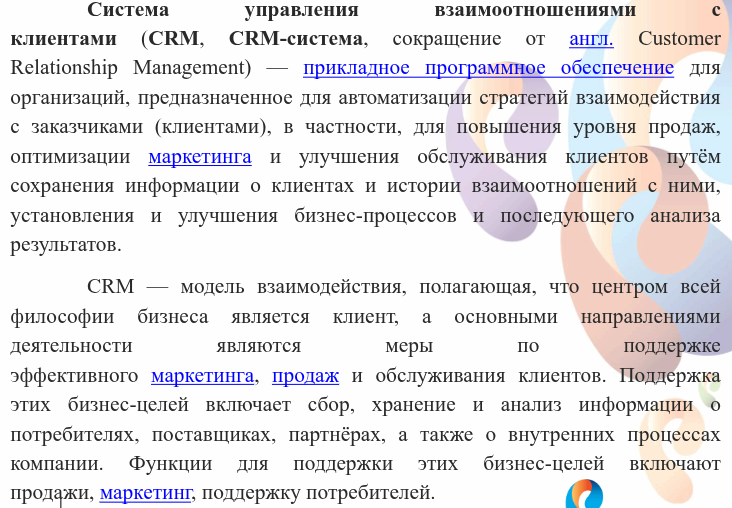 Система управления взаимоотношениями с
клиентами (CRM, CRM-система, сокращение от англ. Customer
Relationship Management) — прикладное программное обеспечение для
организаций, предназначенное для автоматизации стратегий взаимодействия
с заказчиками (клиентами), в частности, для повышения уровня продаж,
оптимизации маркетинга и улучшения обслуживания клиентов путём
сохранения информации о клиентах и истории взаимоотношений с ними,
установления и улучшения бизнес-процессов и последующего анализа
результатов.
CRM — модель взаимодействия, полагающая, что центром всей
философии бизнеса является клиент, а основными направлениями
деятельности являются меры по поддержке
эффективного маркетинга, продаж и обслуживания клиентов. Поддержка
этих бизнес-целей включает сбор, хранение и анализ информации о
потребителях, поставщиках, партнёрах, а также о внутренних процессах
компании. Функции для поддержки этих бизнес-целей включают
продажи, маркетинг, поддержку потребителей.